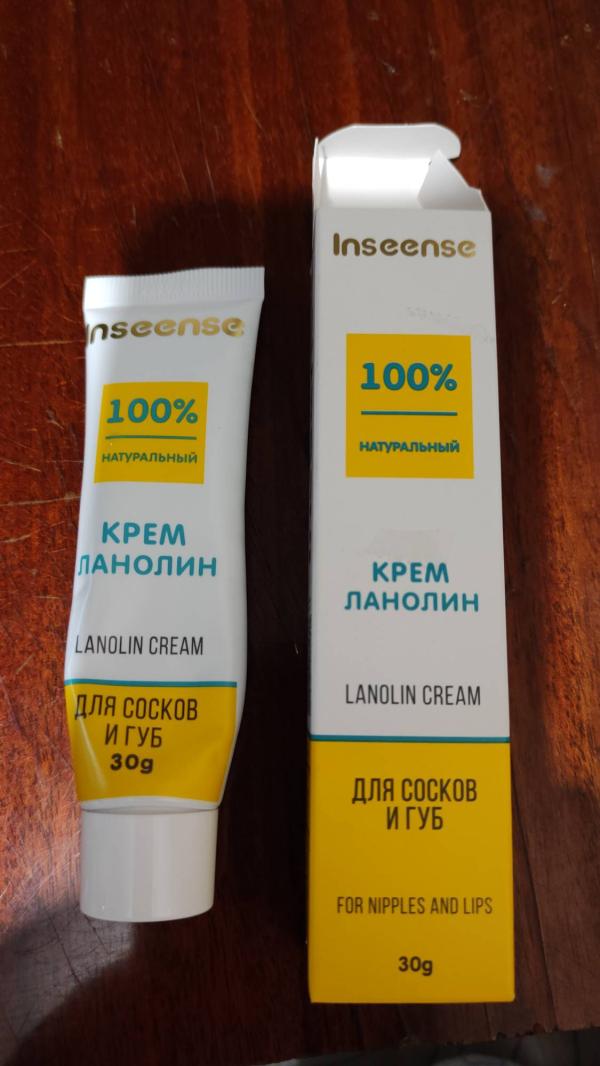 Inseense
100%
НАТУРАЛЬНЫЙ
КРЕМ
ЛАНОЛИН
LANOLIN CREAM
ДЛЯ СОСКОВ
И ГУБ
30g
Inseense
100%
НАТУРАЛЬНЫЙ
КРЕМ
ЛАНОЛИН
LANOLIN CREAM
ДЛЯ СОСКОВ
И ГУБ
FOR NIPPLES AND LIPS
30g